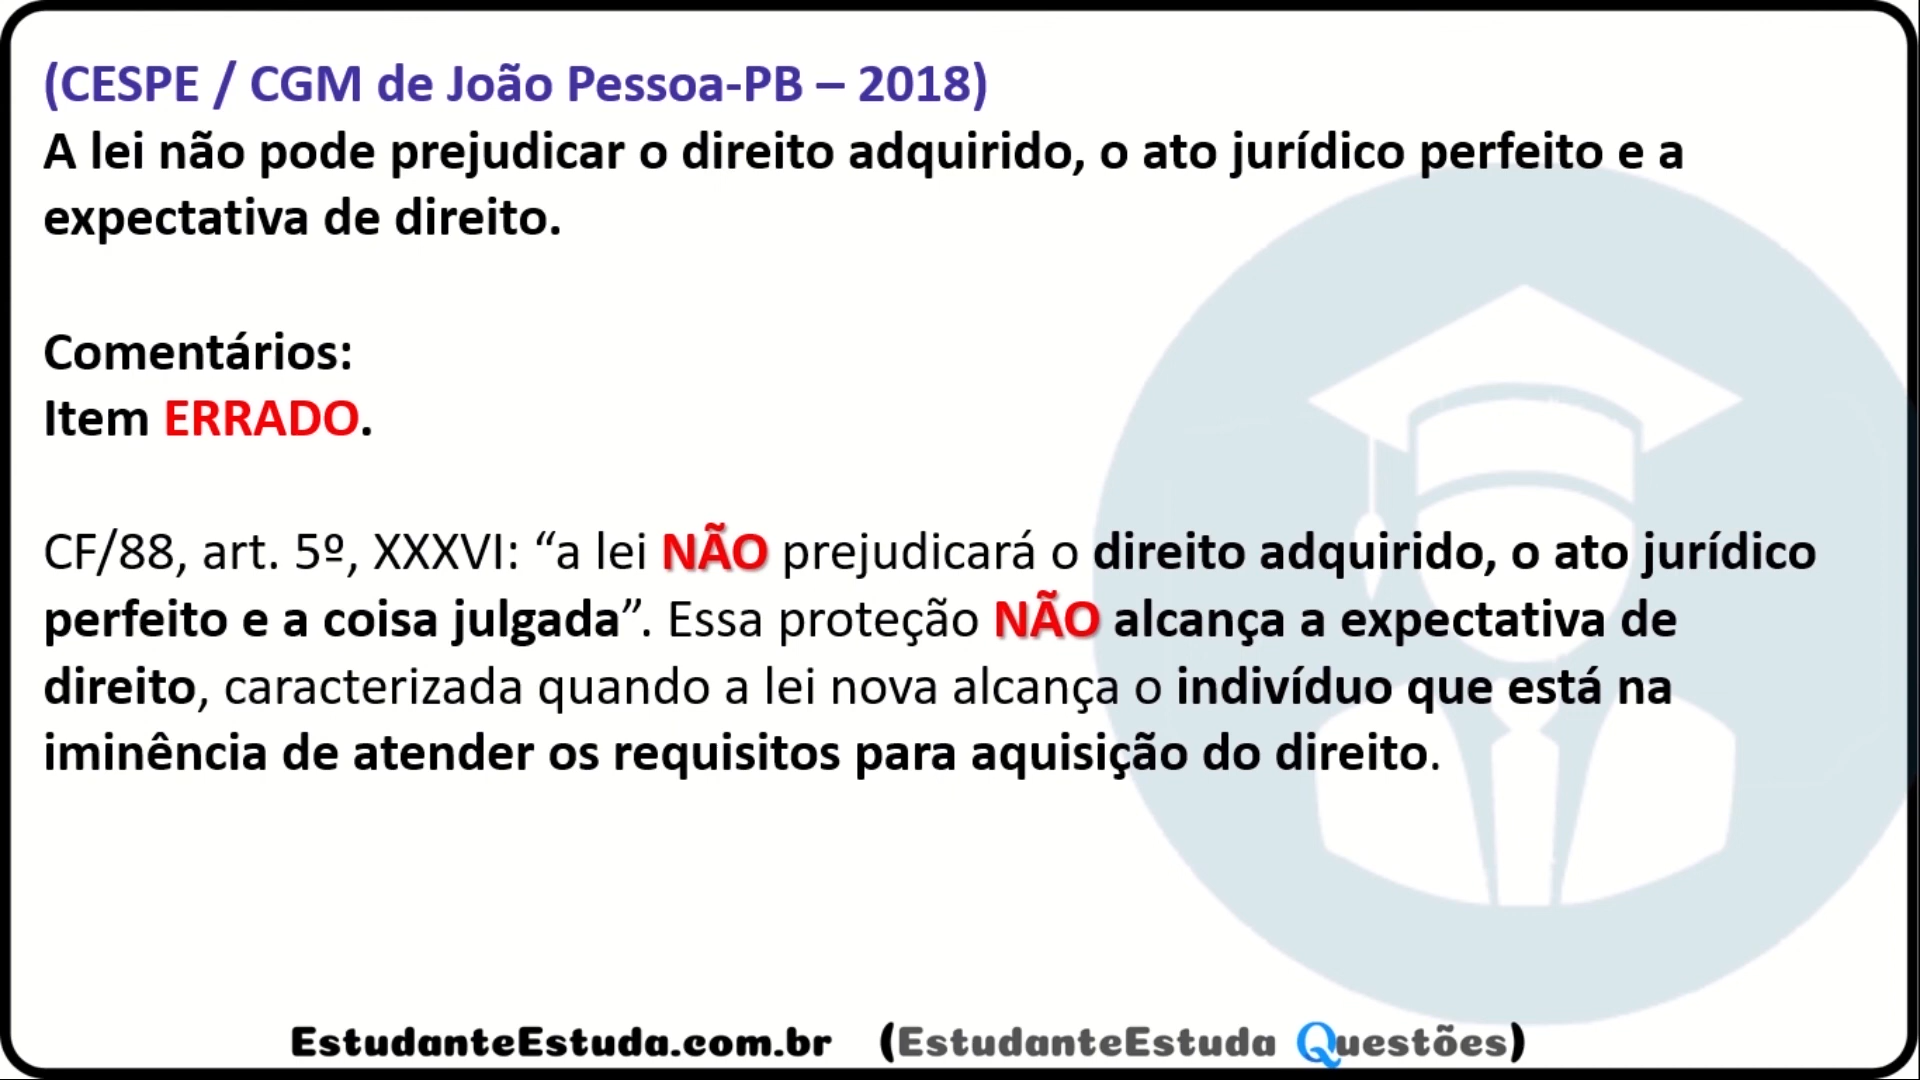 (CESPE / CGM de João Pessoa-PB – 2018)
A lei não pode prejudicar o direito adquirido, o ato jurídico perfeito e a
expectativa de direito.
Comentários:
Item ERRADO.
CF/88, art. 5º, XXXVI: “a lei NÃO prejudicará o direito adquirido, o ato jurídico
perfeito e a coisa julgada”. Essa proteção NÃO alcança a expectativa de
direito, caracterizada quando a lei nova alcança o indivíduo que está na
iminência de atender os requisitos para aquisição do direito.
EstudanteEstuda.com.br (EstudanteEstuda Questões)